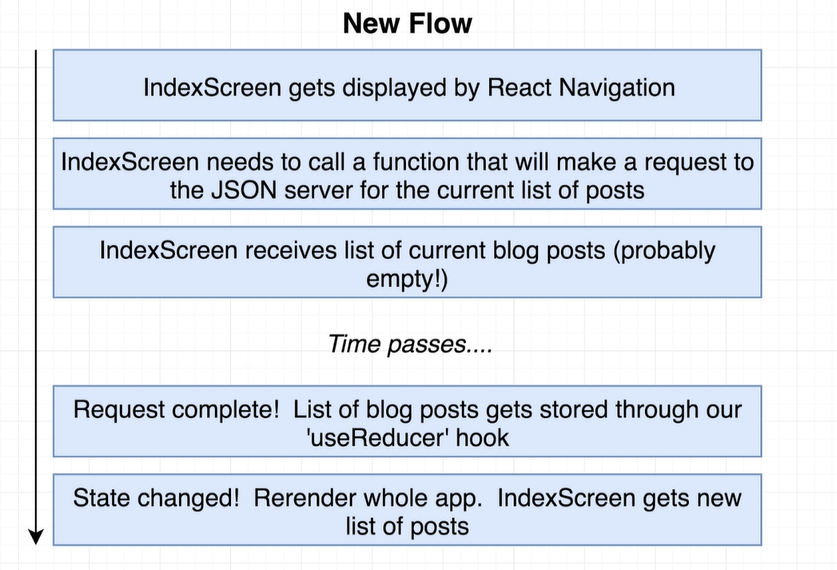 New Flow
IndexScreen gets displayed by React Navigation
IndexScreen needs to call a function that will make a request to
the JSON server for the current list of posts
IndexScreen receives list of current blog posts (probably
empty!)
Time passes....
Request complete!  List of blog posts gets stored through our
'useReducer' hook
State changed!  Rerender whole app.  IndexScreen gets new
list of posts